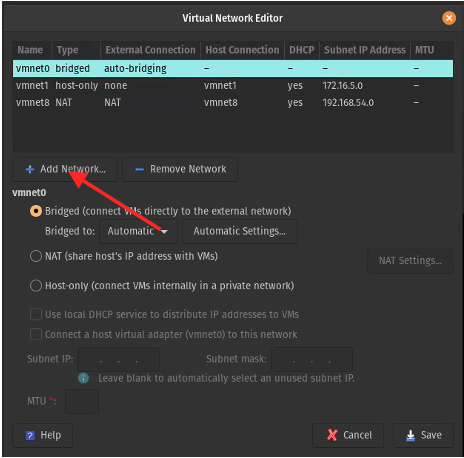 Virtual Network Editor
Name Type External Connection Host Connection DHCP Subnet IP Address MTU
vmnet0 bridged auto-bridging – – – –
vmnet1 host-only none vmnet1 yes 172.16.5.0 –
vmnet8 NAT NAT vmnet8 yes 192.168.54.0 –
Add Network... Remove Network
vmnet0
Bridged (connect VMs directly to the external network)
Bridged to: Automatic Automatic Settings...
NAT (share host's IP address with VMs) NAT Settings...
Host-only (connect VMs internally in a private network)
Use local DHCP service to distribute IP addresses to VMs
Connect a host virtual adapter (vmnet0) to this network
Subnet IP: . . . Subnet mask: . . .
Leave blank to automatically select an unused subnet IP.
MTU *:
Help Cancel Save